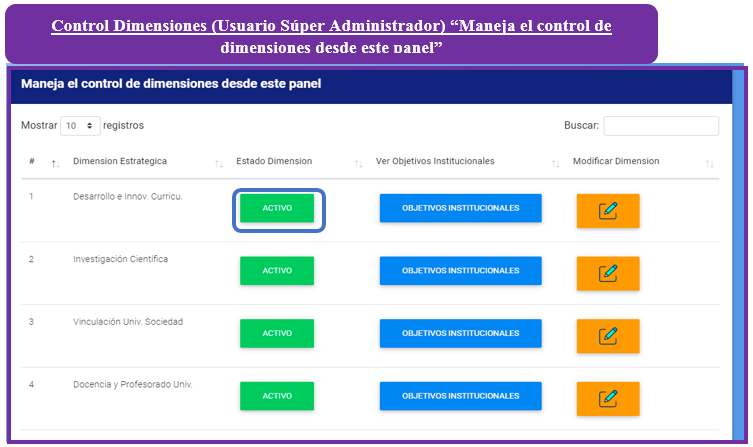 Control Dimensiones (Usuario Súper Administrador) “Maneja el control de
dimensiones desde este panel”
Maneja el control de dimensiones desde este panel
Mostrar 10 registros Buscar:
# Dimension Estrategica Estado Dimension Ver Objetivos Institucionales Modificar Dimension
1 Desarrollo e Innov. Curricu. ACTIVO OBJETIVOS INSTITUCIONALES
2 Investigación Científica ACTIVO OBJETIVOS INSTITUCIONALES
3 Vinculación Univ. Sociedad ACTIVO OBJETIVOS INSTITUCIONALES
4 Docencia y Profesorado Univ. ACTIVO OBJETIVOS INSTITUCIONALES